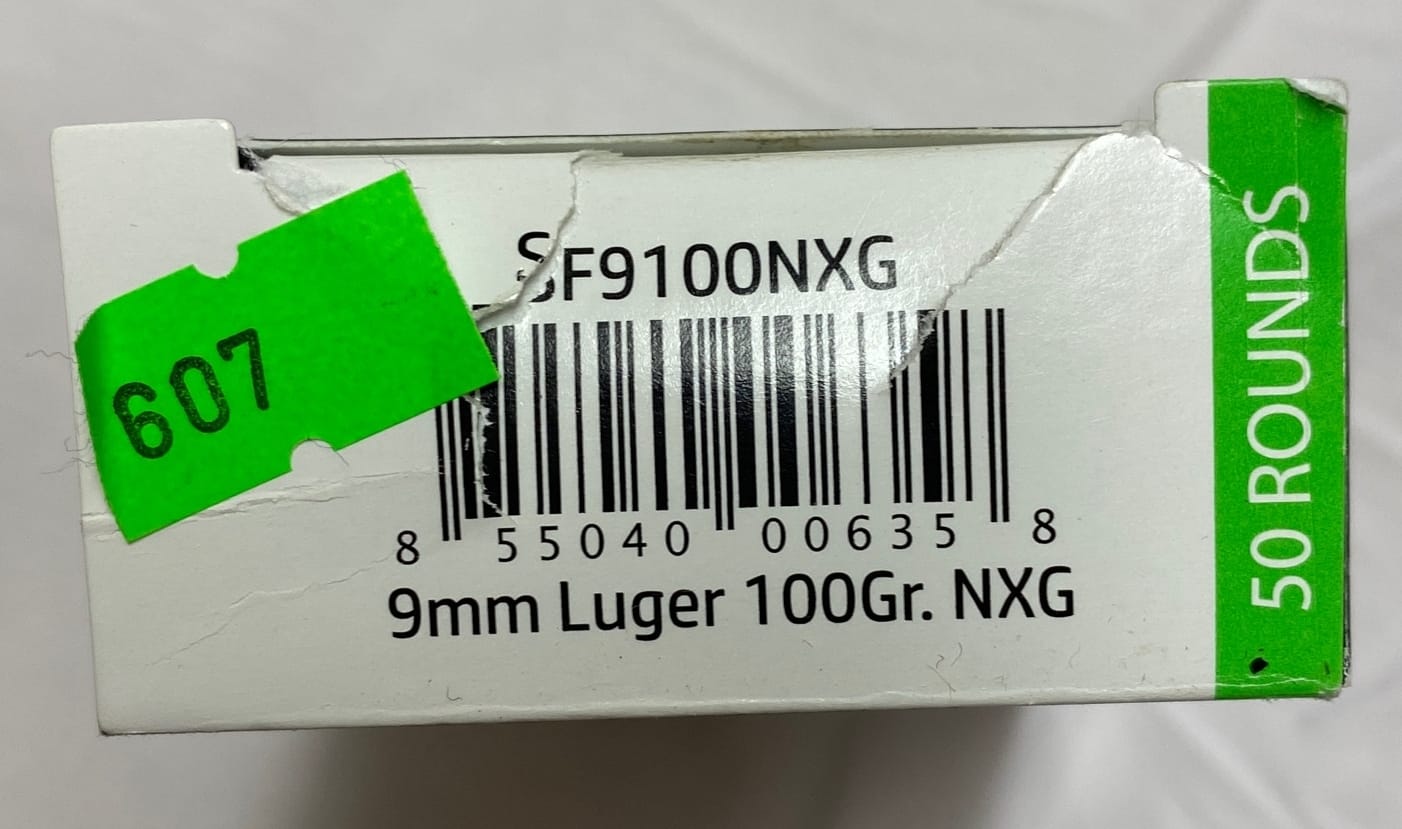 SF9100NXG
607
8 55040 00635 8
9mm Luger 100Gr. NXG
50 ROUNDS